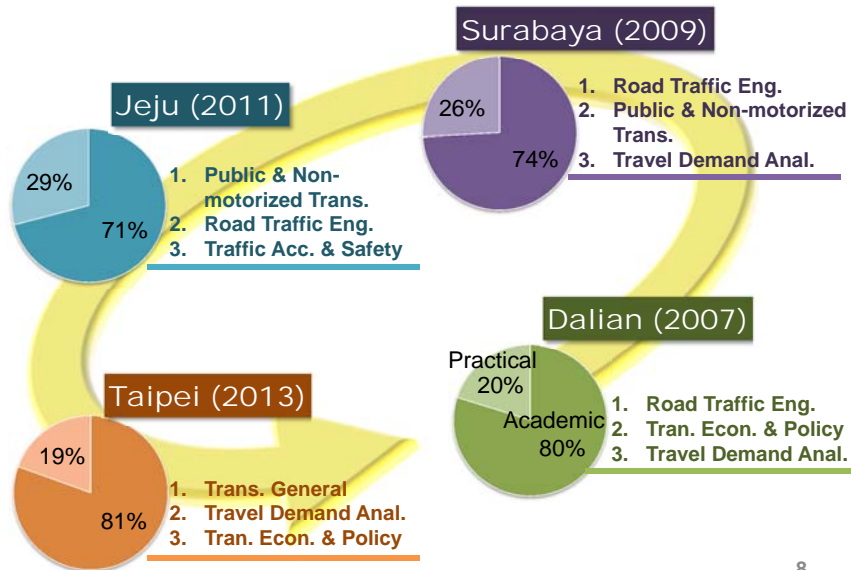 Surabaya (2009)
26%
74%
1. Road Traffic Eng.
2. Public & Non-motorized
Trans.
3. Travel Demand Anal.
Jeju (2011)
29%
71%
1. Public & Non-
motorized Trans.
2. Road Traffic Eng.
3. Traffic Acc. & Safety
Dalian (2007)
Practical
20%
Academic
80%
1. Road Traffic Eng.
2. Tran. Econ. & Policy
3. Travel Demand Anal.
Taipei (2013)
19%
81%
1. Trans. General
2. Travel Demand Anal.
3. Tran. Econ. & Policy
8